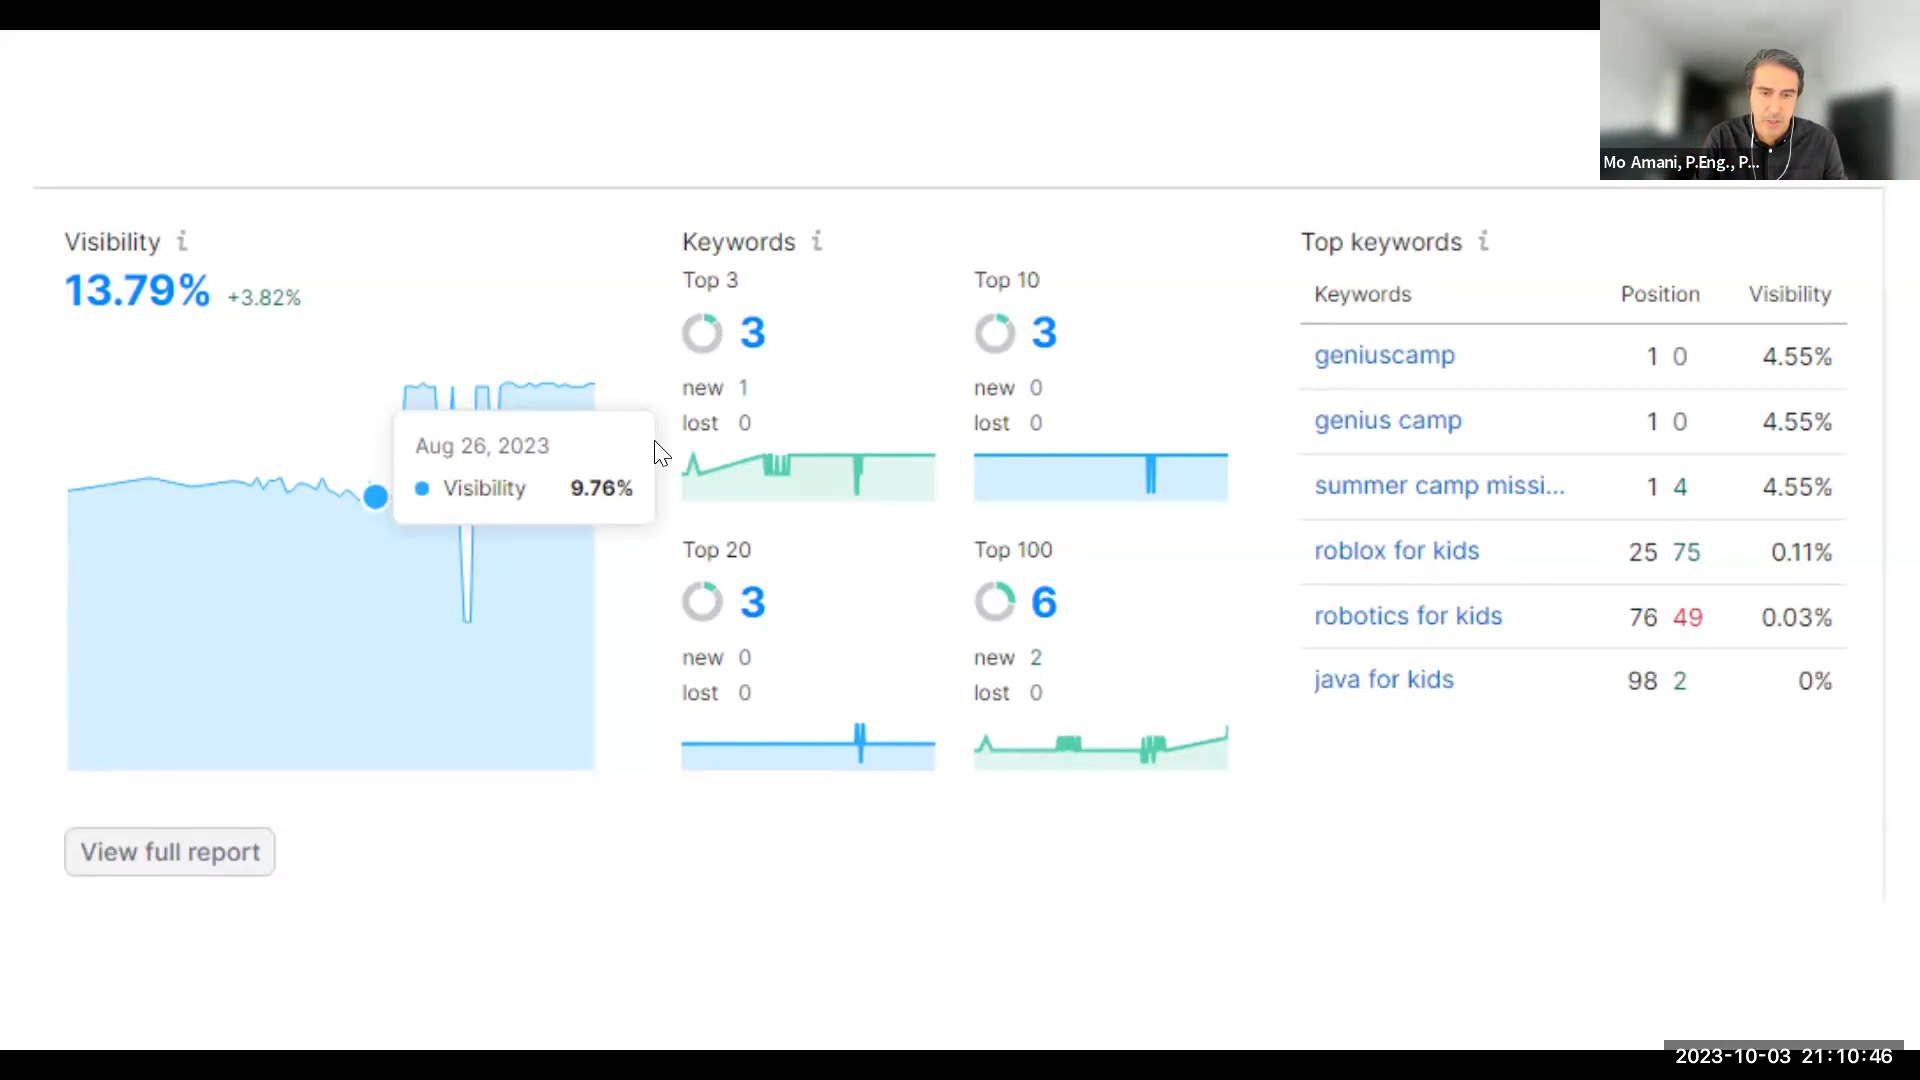 Mo Amani, P.Eng., P...
Visibility i
13.79% +3.82%
Aug 26, 2023
Visibility 9.76%
View full report
Keywords i
Top 3
3
new 1
lost 0
Top 10
3
new 0
lost 0
Top 20
3
new 0
lost 0
Top 100
6
new 2
lost 0
Top keywords i
Keywords Position Visibility
geniuscamp 1 0 4.55%
genius camp 1 0 4.55%
summer camp missi... 1 4 4.55%
roblox for kids 25 75 0.11%
robotics for kids 76 49 0.03%
java for kids 98 2 0%
2023-10-03 21:10:46